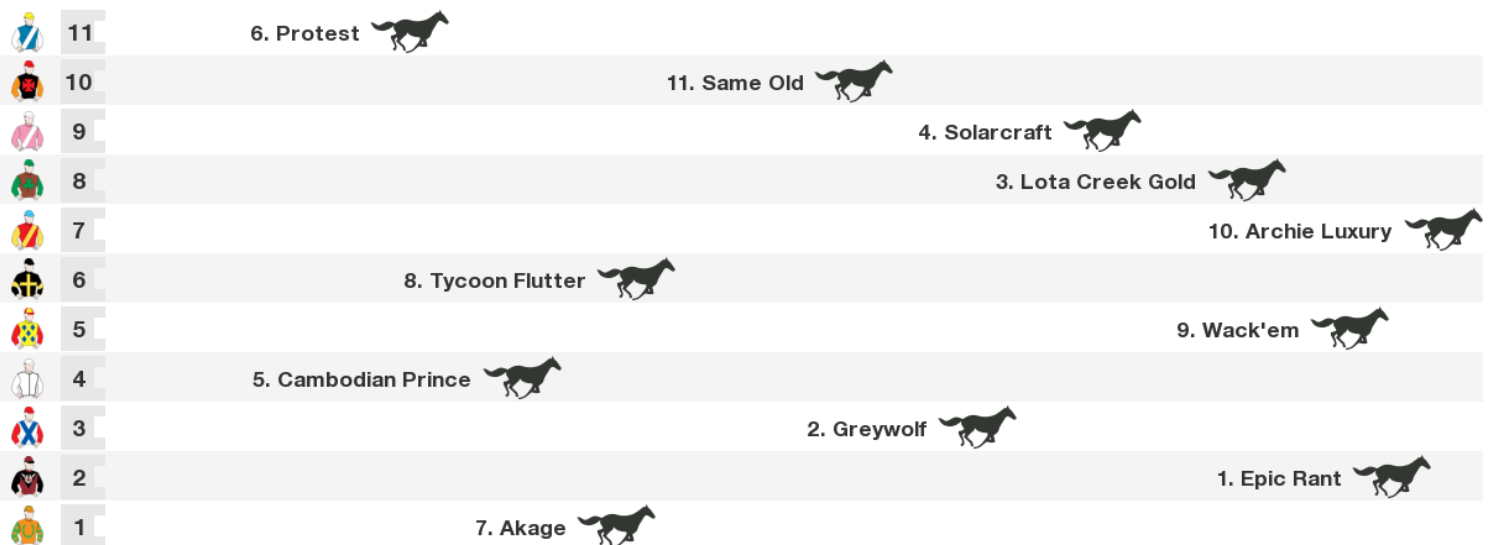 11 6. Protest
10 11. Same Old
9 4. Solarcraft
8 3. Lota Creek Gold
7 10. Archie Luxury
6 8. Tycoon Flutter
5 9. Wack'em
4 5. Cambodian Prince
3 2. Greywolf
2 1. Epic Rant
1 7. Akage